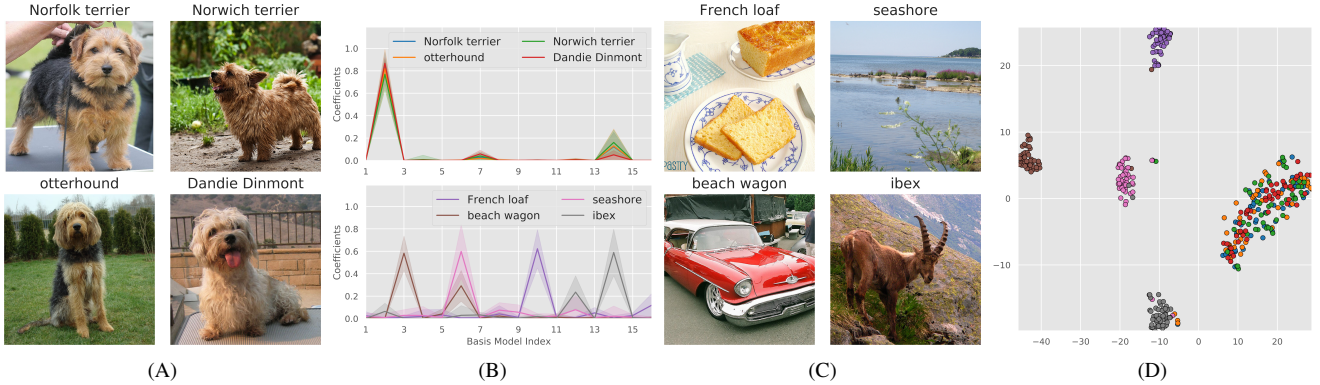 Norfolk terrier
Norwich terrier
otterhound
Dandie Dinmont
(A)
Coefficients
1.0
0.8
0.6
0.4
0.2
0.0
Norfolk terrier
otterhound
Norwich terrier
Dandie Dinmont
1 3 5 7 9 11 13 15
Coefficients
1.0
0.8
0.6
0.4
0.2
0.0
French loaf
beach wagon
seashore
ibex
1 3 5 7 9 11 13 15
Basis Model Index
(B)
French loaf
seashore
PASTRY
beach wagon
ibex
(C)
20
10
0
−10
−40 −30 −20 −10 0 10 20
(D)